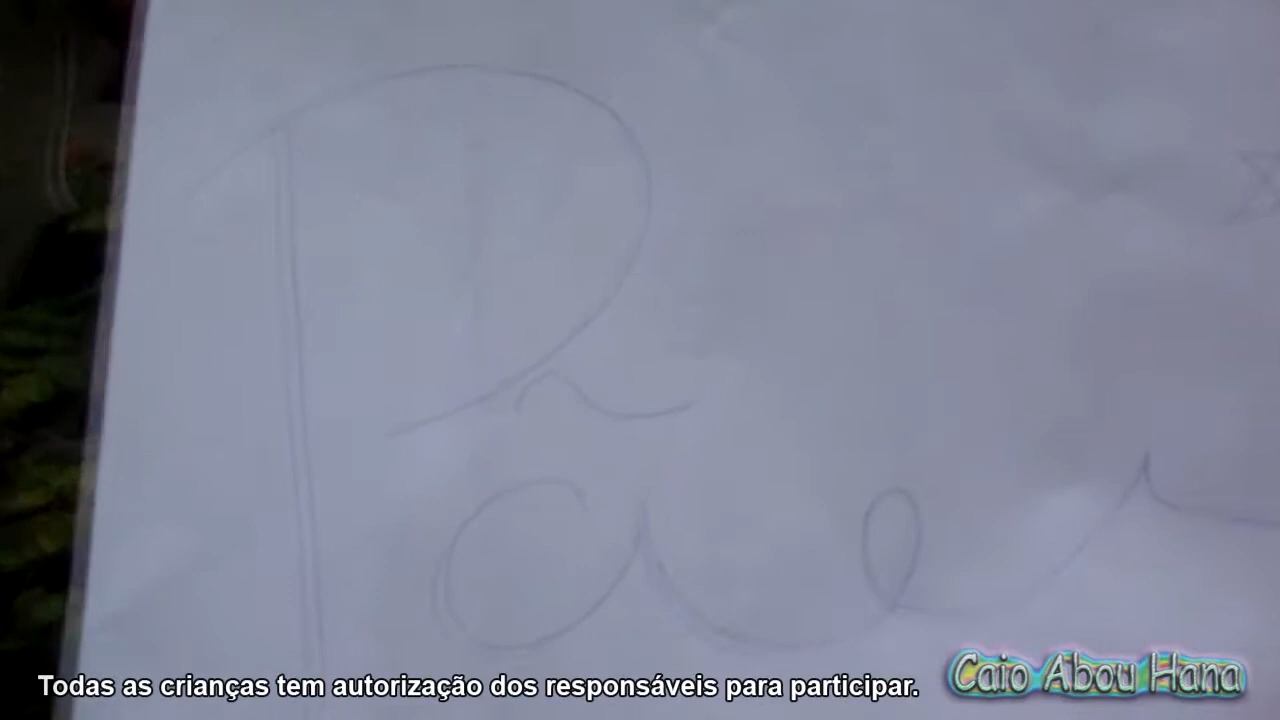 Todas as crianças tem autorização dos responsáveis para participar.
Caio Abou Hana